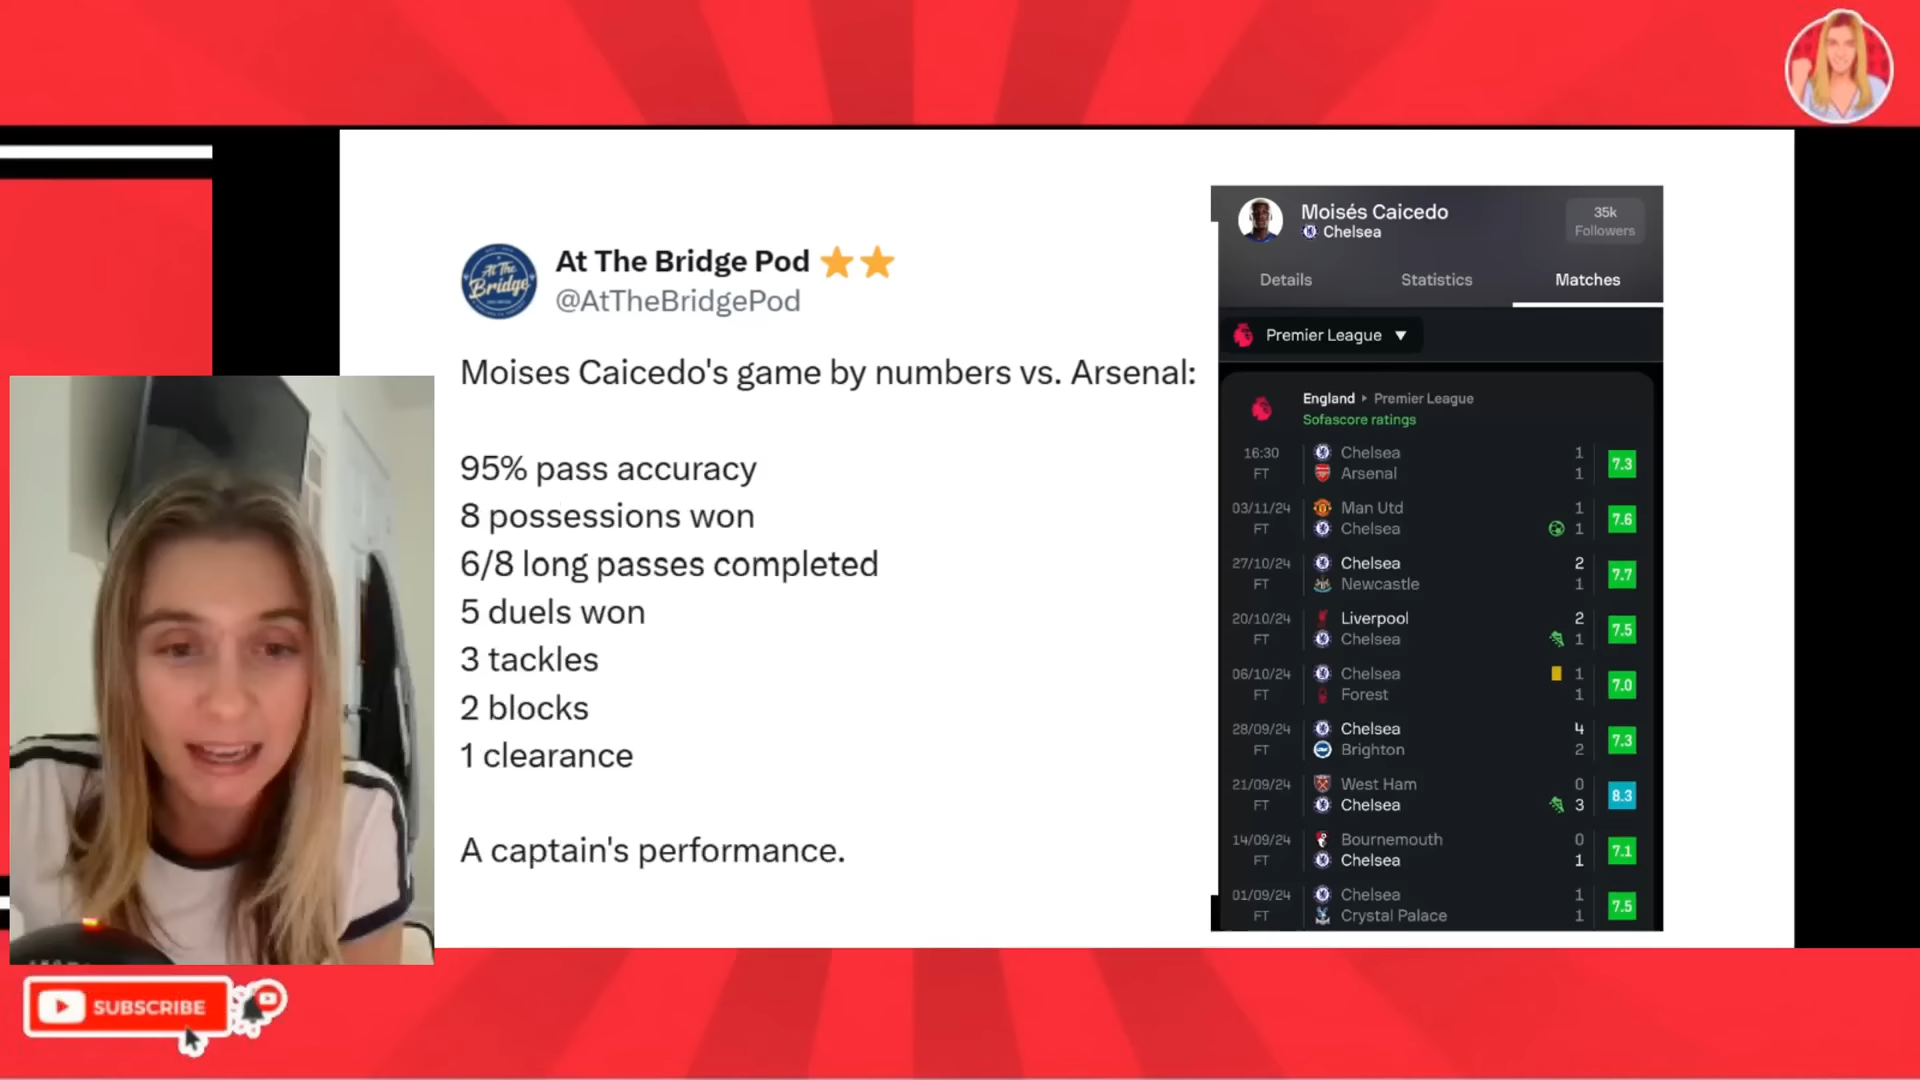 At The Bridge Pod
@AtTheBridgePod
Moises Caicedo's game by numbers vs. Arsenal:
95% pass accuracy
8 possessions won
6/8 long passes completed
5 duels won
3 tackles
2 blocks
1 clearance
A captain's performance.
At The
Bridge
Moisés Caicedo
Chelsea
35k
Followers
Details Statistics Matches
Premier League ▼
England Premier League
Sofascore ratings
16:30 Chelsea 1
FT Arsenal 1 7.3
03/11/24 Man Utd 1
FT Chelsea 1 7.6
27/10/24 Chelsea 2
FT Newcastle 1 7.7
20/10/24 Liverpool 2
FT Chelsea 1 7.5
06/10/24 Chelsea 1
FT Forest 1 7.0
28/09/24 Chelsea 4
FT Brighton 2 7.3
21/09/24 West Ham 0
FT Chelsea 3 8.3
14/09/24 Bournemouth 0
FT Chelsea 1 7.1
01/09/24 Chelsea 1
FT Crystal Palace 1 7.5
SUBSCRIBE